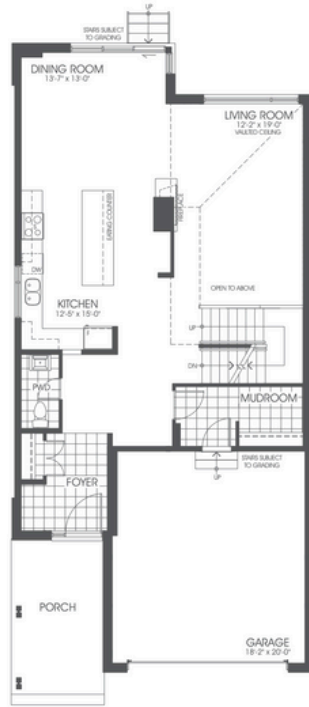 UP
STAIRS SUBJECT
TO GRADING
DINING ROOM
13'-7" x 13'-0"
LIVING ROOM
12'-2" x 19'-0"
VAULTED CEILING
FIREPLACE
EATING COUNTER
DW
KITCHEN
12'-5" x 15'-0"
OPEN TO ABOVE
UP
DN
PWD
MUDROOM
STAIRS SUBJECT
TO GRADING
UP
FOYER
PORCH
GARAGE
18'-2" x 20'-0"